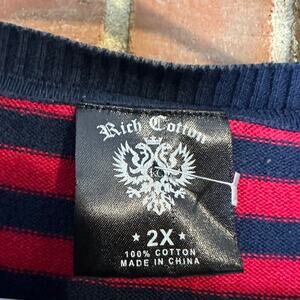 Rich Cotton
★ 2X ★
100% COTTON
MADE IN CHINA